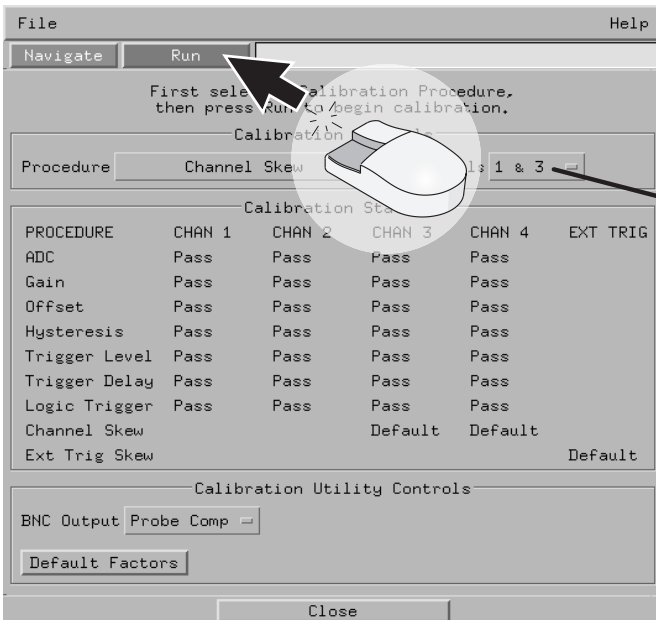 File Help
Navigate Run
First sele Calibration Procedure,
then press Run to begin calibration.
Calibration
Procedure Channel Skew ls 1 & 3
Calibration Sta
PROCEDURE CHAN 1 CHAN 2 CHAN 3 CHAN 4 EXT TRIG
ADC Pass Pass Pass Pass
Gain Pass Pass Pass Pass
Offset Pass Pass Pass Pass
Hysteresis Pass Pass Pass Pass
Trigger Level Pass Pass Pass Pass
Trigger Delay Pass Pass Pass Pass
Logic Trigger Pass Pass Pass Pass
Channel Skew Default Default
Ext Trig Skew Default
Calibration Utility Controls
BNC Output Probe Comp
Default Factors
Close